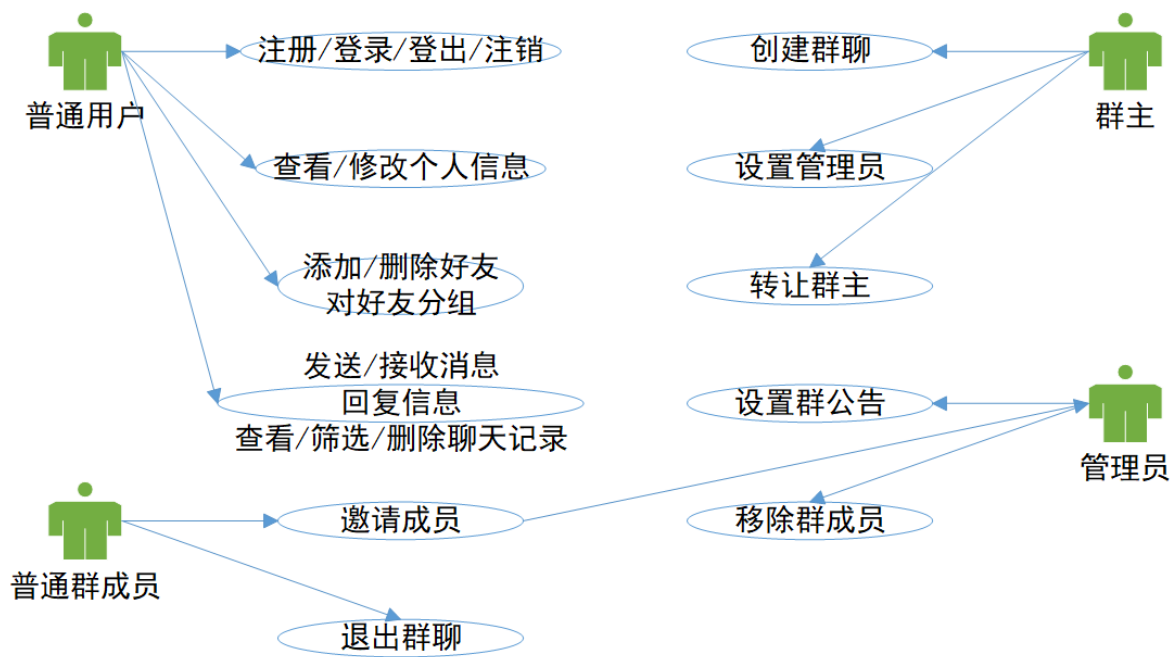 注册/登录/登出/注销
创建群聊
普通用户
群主
查看/修改个人信息
设置管理员
添加/删除好友
对好友分组
转让群主
发送/接收消息
回复信息
查看/筛选/删除聊天记录
设置群公告
管理员
邀请成员
移除群成员
普通群成员
退出群聊